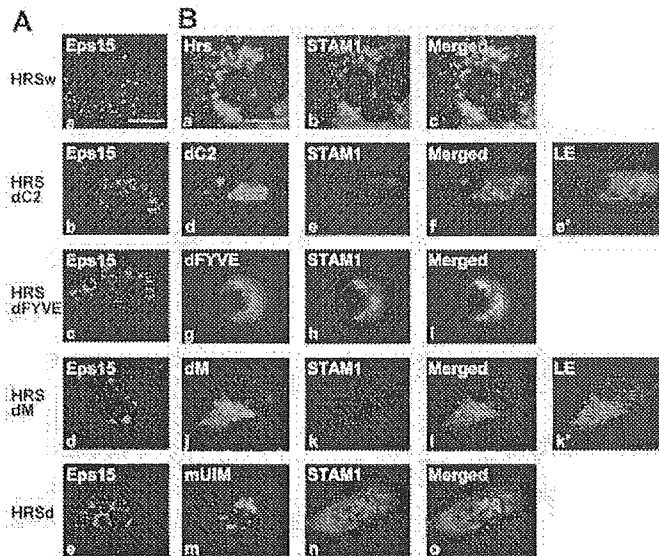 A B
Eps15 Hrs STAM1 Merged
HRSw
a a b c
Eps15 dC2 STAM1 Merged LE
HRS
dC2
b d e f e'
Eps15 dFYVE STAM1 Merged
HRS
dFYVE
c g h i
Eps15 dM STAM1 Merged LE
HRS
dM
d j k l k'
Eps15 mUIM STAM1 Merged
HRSd
e m n o